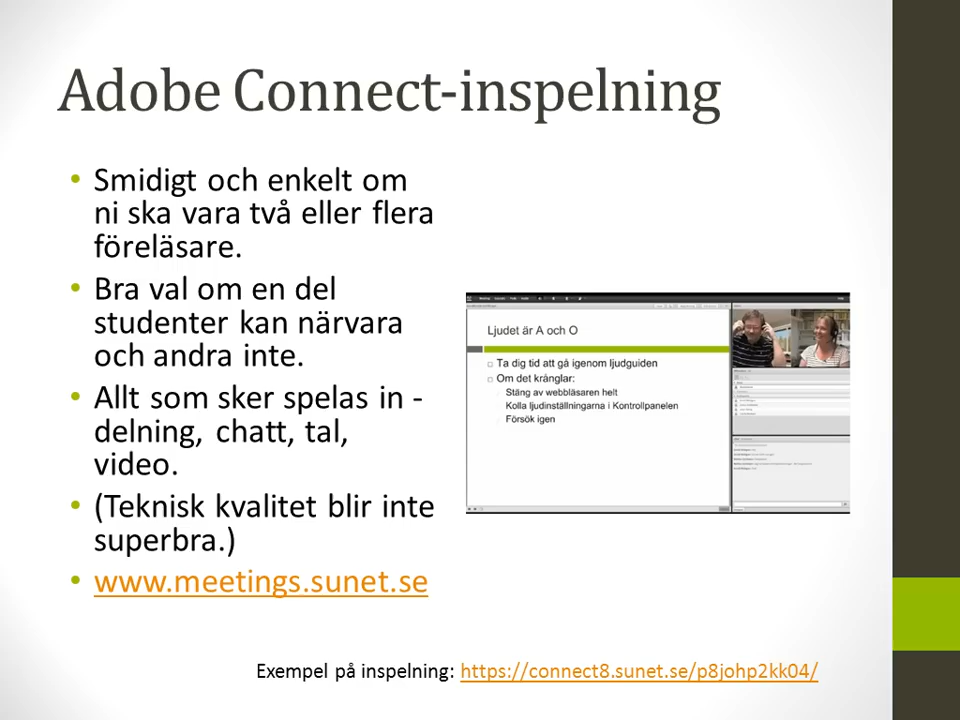 Adobe Connect-inspelning
• Smidigt och enkelt om
ni ska vara två eller flera
föreläsare.
• Bra val om en del
studenter kan närvara
och andra inte.
• Allt som sker spelas in -
delning, chatt, tal,
video.
• (Teknisk kvalitet blir inte
superbra.)
• www.meetings.sunet.se
Ljudet är A och O
Ta dig tid att gå igenom ljudguiden
Om det krånglar:
Stäng av webbläsaren helt
Kolla ljudinställningarna i Kontrollpanelen
Försök igen
Exempel på inspelning: https://connect8.sunet.se/p8johp2kk04/